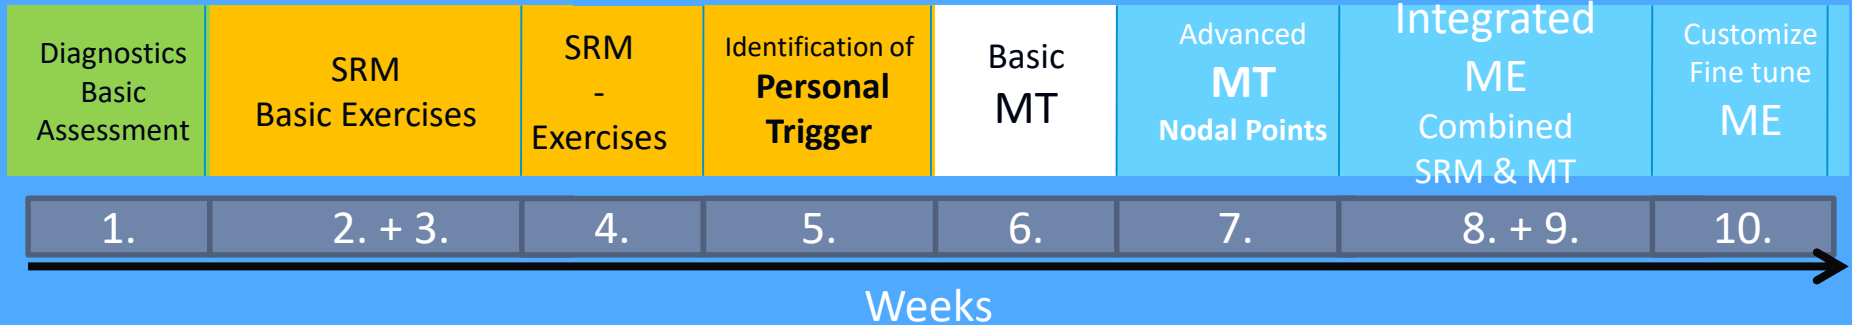 Diagnostics
Basic
Assessment
SRM
Basic Exercises
SRM
-
Exercises
Identification of
Personal
Trigger
Basic
MT
Advanced
MT
Nodal Points
Integrated
ME
Combined
SRM & MT
Customize
Fine tune
ME
1.
2. + 3.
4.
5.
6.
7.
8. + 9.
10.
Weeks